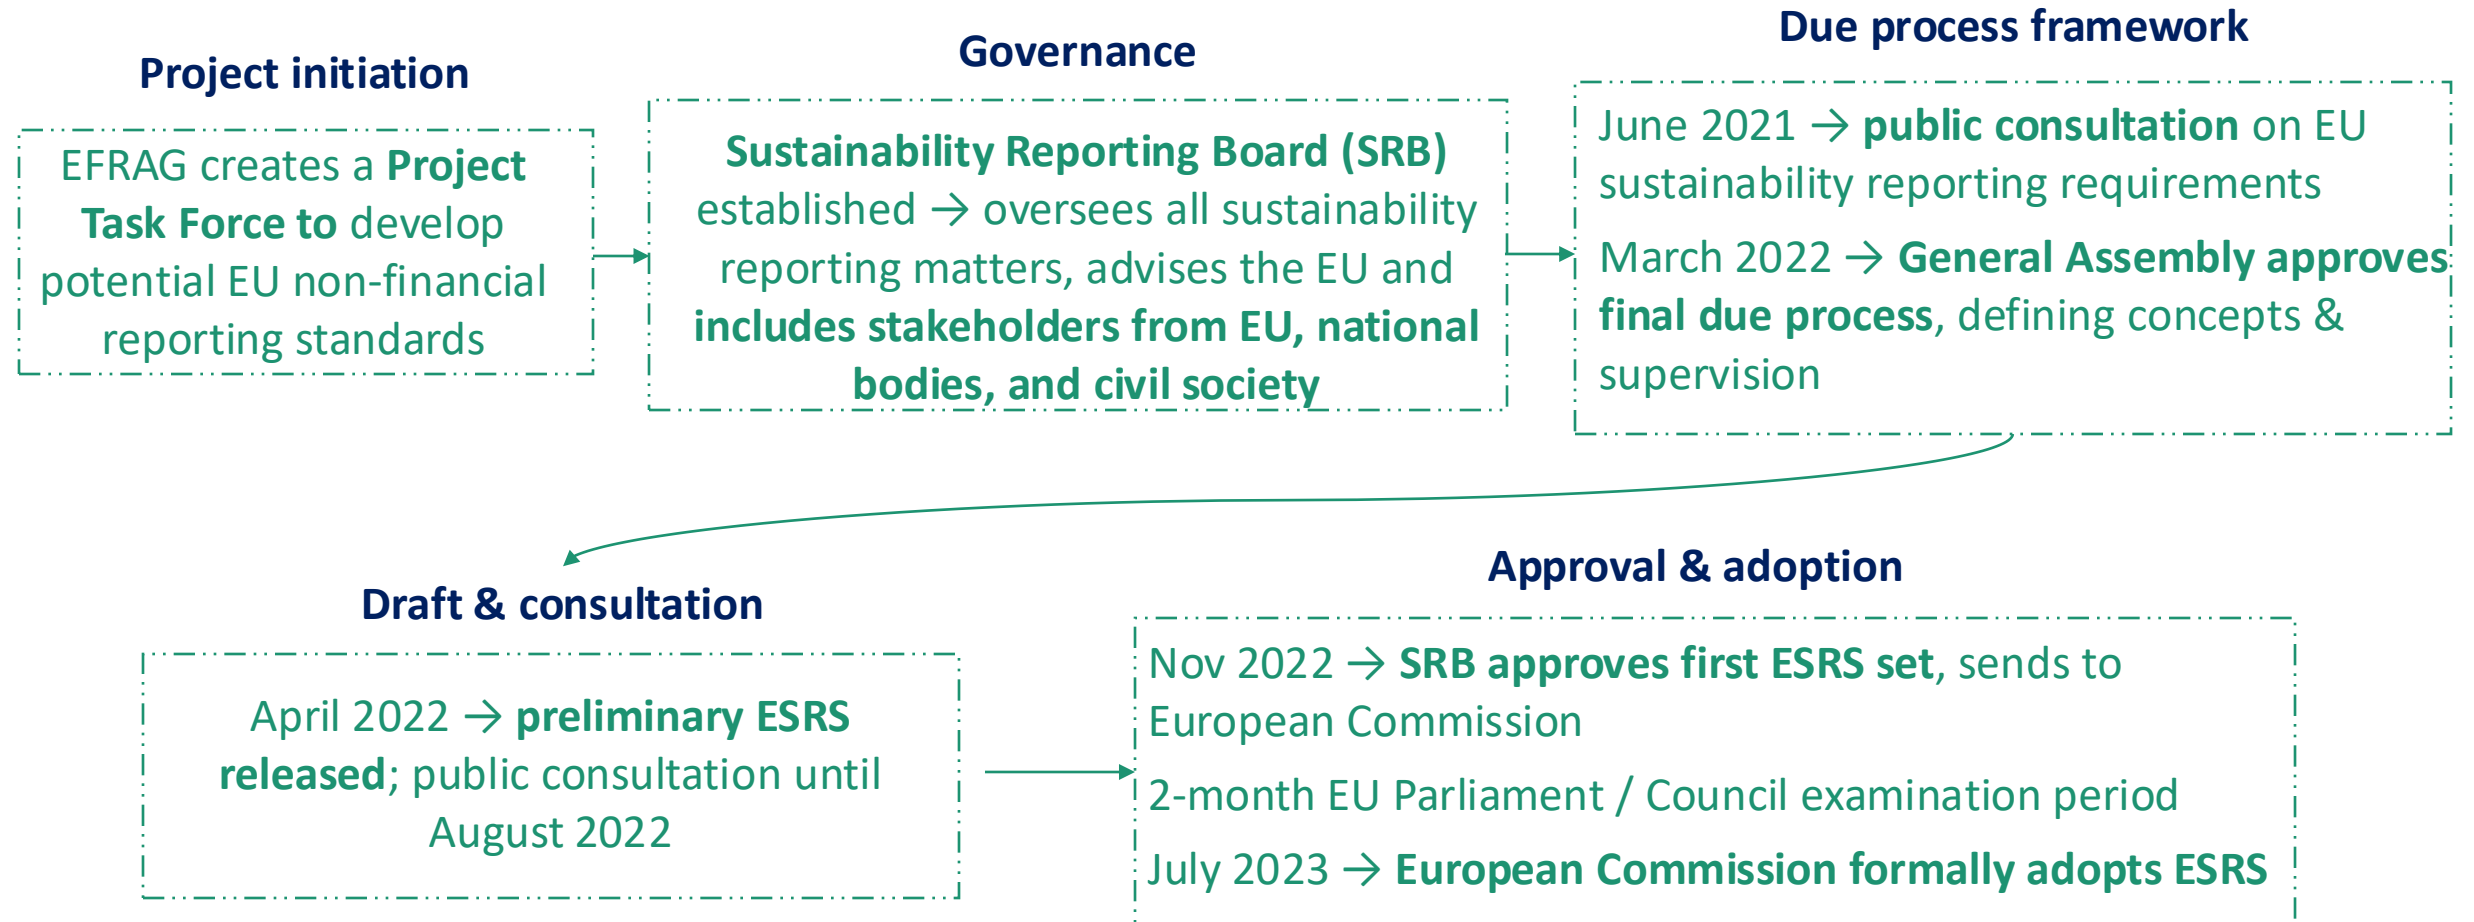 Project initiation
EFRAG creates a Project
Task Force to develop
potential EU non-financial
reporting standards
Governance
Sustainability Reporting Board (SRB)
established → oversees all sustainability
reporting matters, advises the EU and
includes stakeholders from EU, national
bodies, and civil society
Due process framework
June 2021 → public consultation on EU
sustainability reporting requirements
March 2022 → General Assembly approves
final due process, defining concepts &
supervision
Draft & consultation
April 2022 → preliminary ESRS
released; public consultation until
August 2022
Approval & adoption
Nov 2022 → SRB approves first ESRS set, sends to
European Commission
2-month EU Parliament / Council examination period
July 2023 → European Commission formally adopts ESRS